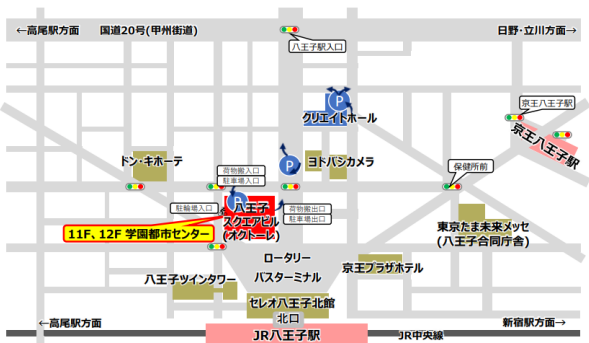 ←高尾駅方面
国道20号(甲州街道)
日野・立川方面→
八王子駅入口
京王八王子駅
P
クリエイトホール
京王八王子駅
ドン・キホーテ
P
ヨドバシカメラ
保健所前
荷物搬入口
駐車場入口
P
駐輪場入口
八王子
スクエアビル
(オクトーレ)
荷物搬出口
駐車場出口
11F、12F 学園都市センター
東京たま未来メッセ
(八王子合同庁舎)
ロータリー
バスターミナル
京王プラザホテル
八王子ツインタワー
セレオ八王子北館
北口
←高尾駅方面
新宿駅方面→
JR八王子駅
JR中央線